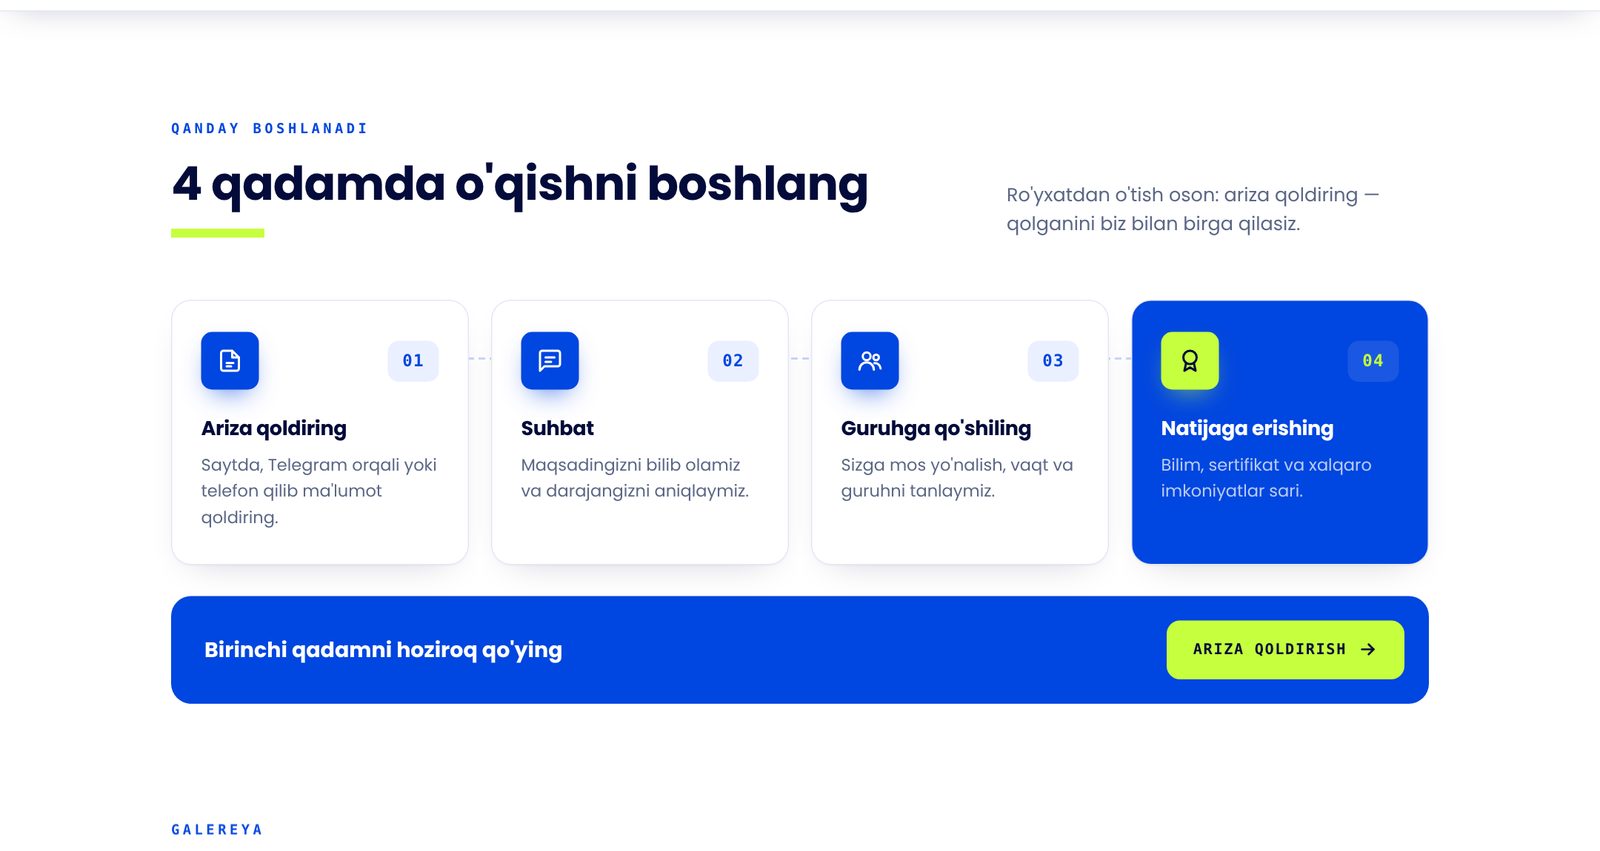 QANDAY BOSHLANADI
4 qadamda o'qishni boshlang
Ro'yxatdan o'tish oson: ariza qoldiring —
qolganini biz bilan birga qilasiz.
01
Ariza qoldiring
Saytda, Telegram orqali yoki
telefon qilib ma'lumot
qoldiring.
02
Suhbat
Maqsadingizni bilib olamiz
va darajangizni aniqlaymiz.
03
Guruhga qo'shiling
Sizga mos yo'nalish, vaqt va
guruhni tanlaymiz.
04
Natijaga erishing
Bilim, sertifikat va xalqaro
imkoniyatlar sari.
Birinchi qadamni hoziroq qo'ying
ARIZA QOLDIRISH →
GALEREYA